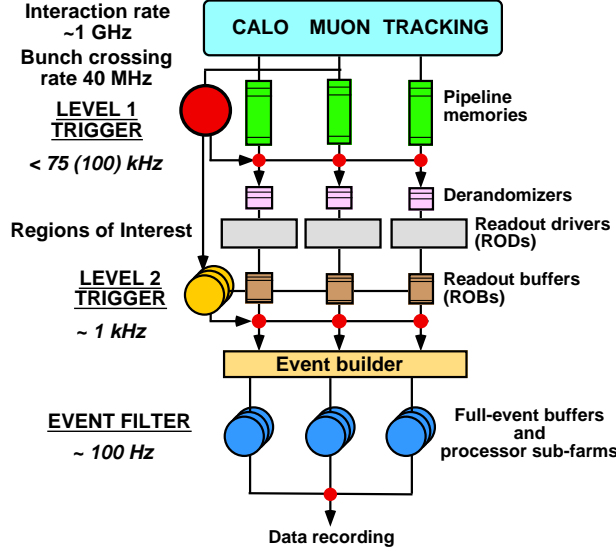 Interaction rate
~1 GHz
CALO MUON TRACKING
Bunch crossing
rate 40 MHz
LEVEL 1
TRIGGER
Pipeline
memories
< 75 (100) kHz
Derandomizers
Regions of Interest
Readout drivers
(RODs)
LEVEL 2
TRIGGER
Readout buffers
(ROBs)
~ 1 kHz
Event builder
EVENT FILTER
~ 100 Hz
Full-event buffers
and
processor sub-farms
Data recording